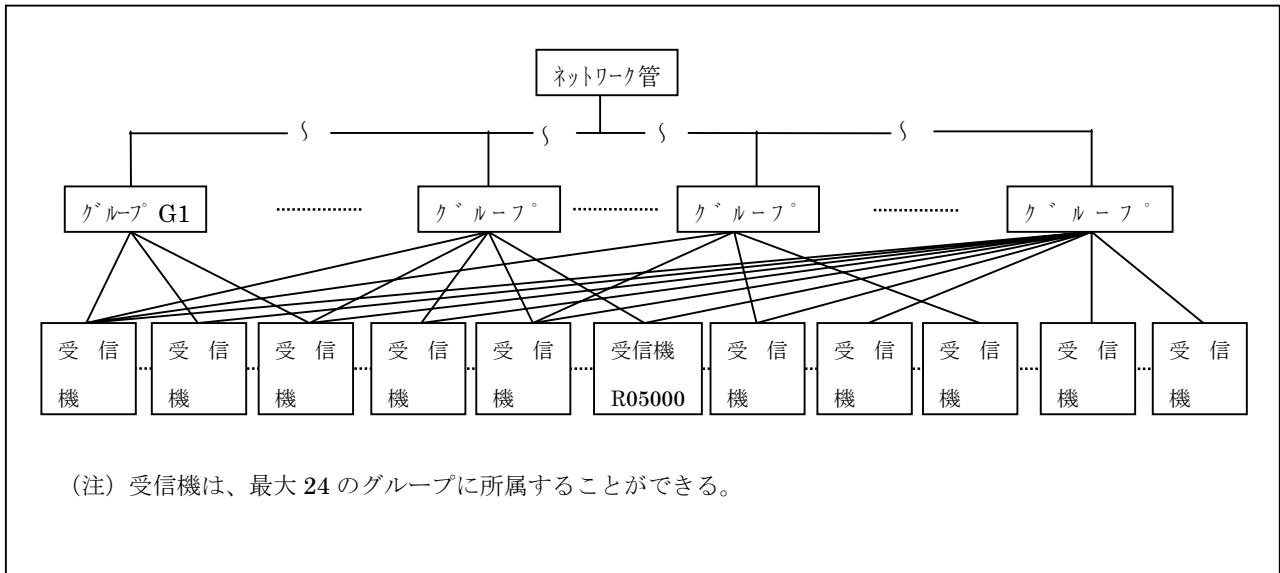 ネットワーク管
グループ G1
グループ
グループ
グループ
受信機
受信機
受信機
受信機
受信機
受信機 R05000
受信機
受信機
受信機
受信機
受信機
(注)受信機は、最大 24 のグループに所属することができる。